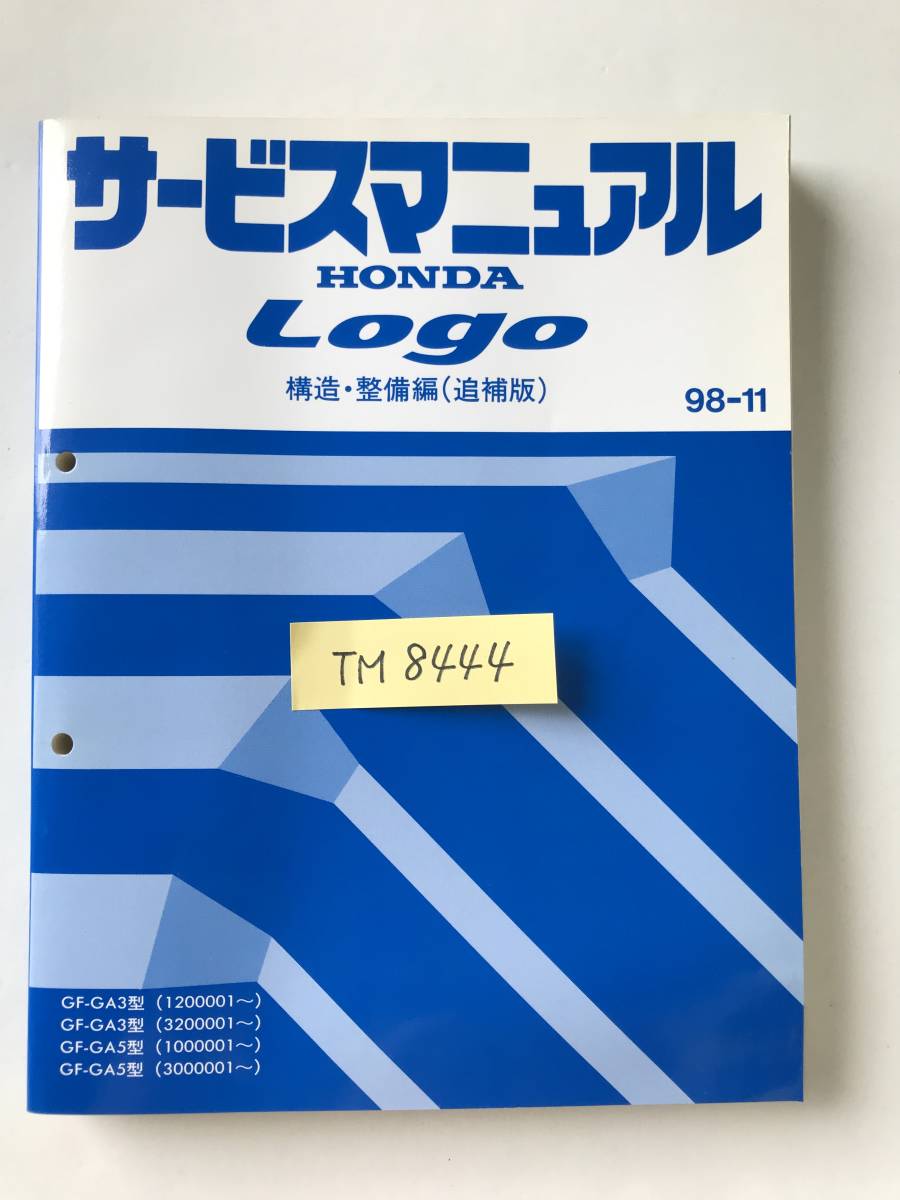 サービスマニュアル
HONDA
Logo
構造・整備編（追補版）
98-11
TM 8444
GF-GA3型（1200001～）
GF-GA3型（3200001～）
GF-GA5型（1000001～）
GF-GA5型（3000001～）